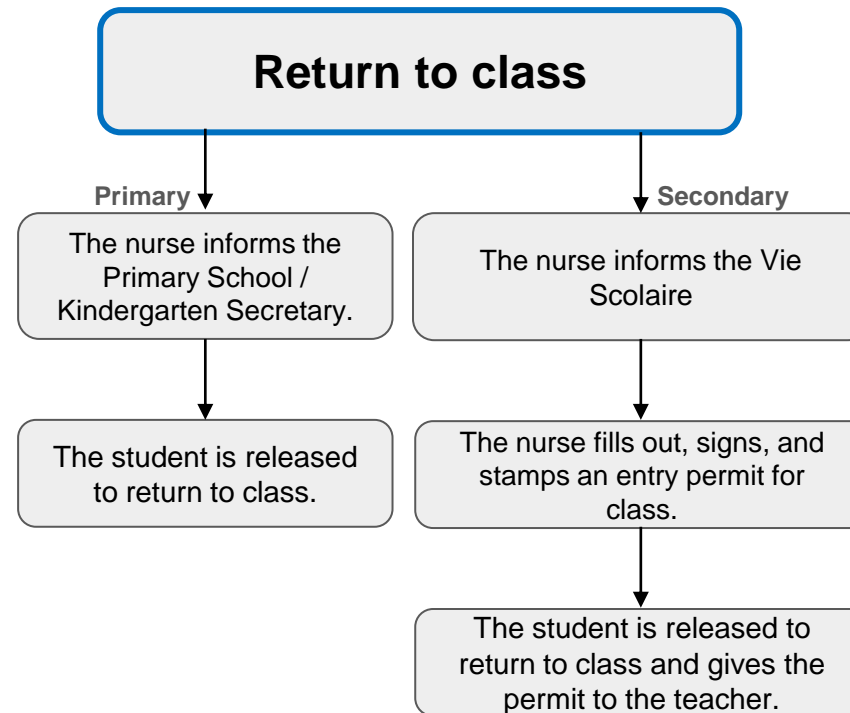 Return to class
Primary
The nurse informs the
Primary School /
Kindergarten Secretary.
The student is released
to return to class.
Secondary
The nurse informs the Vie
Scolaire
The nurse fills out, signs, and
stamps an entry permit for
class.
The student is released to
return to class and gives the
permit to the teacher.